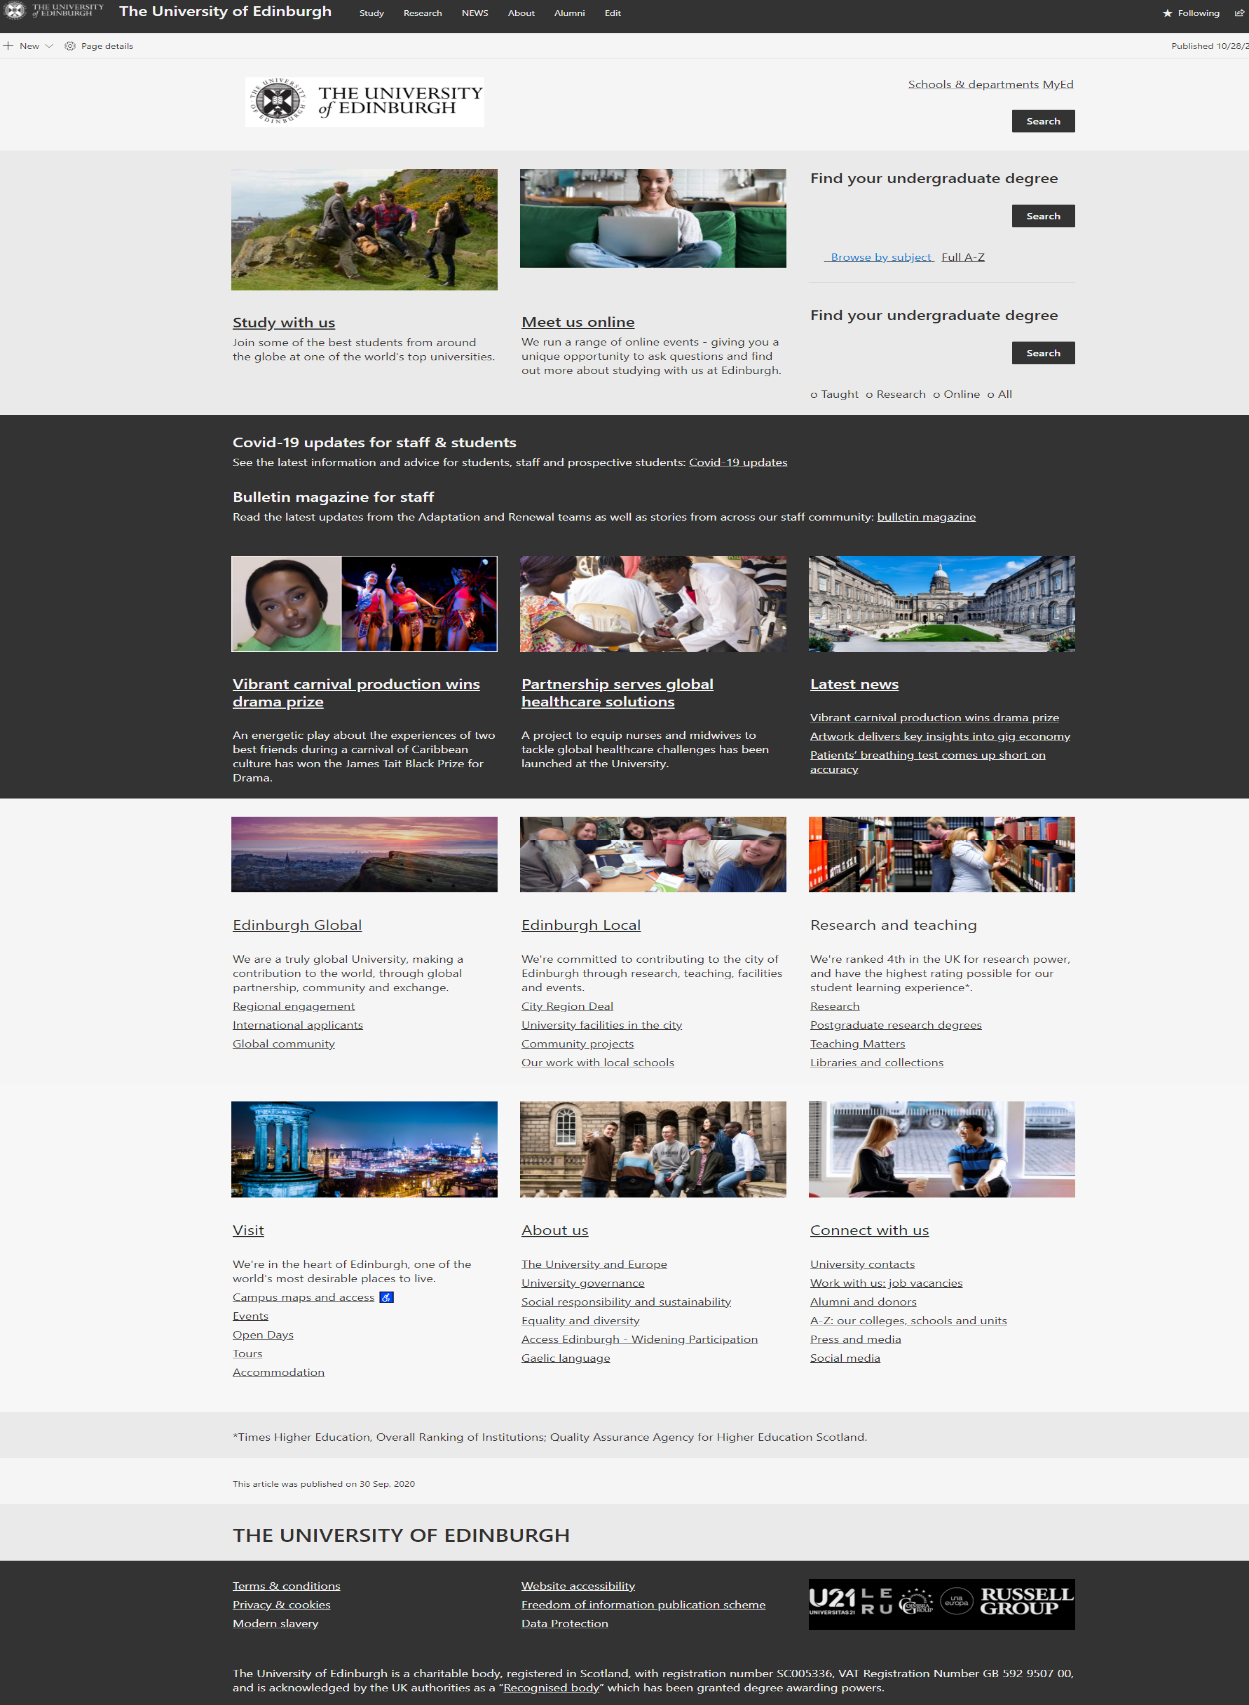 THE UNIVERSITY
of EDINBURGH
The University of Edinburgh
Study
Research
NEWS
About
Alumni
Edit
Following
New
Page details
Published 10/28/2
THE UNIVERSITY
of EDINBURGH
Schools & departments MyEd
Search
Find your undergraduate degree
Search
Browse by subject Full A-Z
Study with us
Join some of the best students from around
the globe at one of the world's top universities.
Meet us online
We run a range of online events - giving you a
unique opportunity to ask questions and find
out more about studying with us at Edinburgh.
Find your undergraduate degree
Search
o Taught o Research o Online o All
Covid-19 updates for staff & students
See the latest information and advice for students, staff and prospective students: Covid-19 updates
Bulletin magazine for staff
Read the latest updates from the Adaptation and Renewal teams as well as stories from across our staff community: bulletin magazine
Vibrant carnival production wins
drama prize
An energetic play about the experiences of two
best friends during a carnival of Caribbean
culture has won the James Tait Black Prize for
Drama.
Partnership serves global
healthcare solutions
A project to equip nurses and midwives to
tackle global healthcare challenges has been
launched at the University.
Latest news
Vibrant carnival production wins drama prize
Artwork delivers key insights into gig economy
Patients' breathing test comes up short on
accuracy
Edinburgh Global
We are a truly global University, making a
contribution to the world, through global
partnership, community and exchange.
Regional engagement
International applicants
Global community
Edinburgh Local
We're committed to contributing to the city of
Edinburgh through research, teaching, facilities
and events.
City Region Deal
University facilities in the city
Community projects
Our work with local schools
Research and teaching
We're ranked 4th in the UK for research power,
and have the highest rating possible for our
student learning experience*.
Research
Postgraduate research degrees
Teaching Matters
Libraries and collections
Visit
We're in the heart of Edinburgh, one of the
world's most desirable places to live.
Campus maps and access
Events
Open Days
Tours
Accommodation
About us
The University and Europe
University governance
Social responsibility and sustainability
Equality and diversity
Access Edinburgh - Widening Participation
Gaelic language
Connect with us
University contacts
Work with us: job vacancies
Alumni and donors
A-Z: our colleges, schools and units
Press and media
Social media
*Times Higher Education, Overall Ranking of Institutions; Quality Assurance Agency for Higher Education Scotland.
This article was published on 30 Sep. 2020
THE UNIVERSITY OF EDINBURGH
Terms & conditions
Privacy & cookies
Modern slavery
Website accessibility
Freedom of information publication scheme
Data Protection
U21
UNIVERSITAS 21
LE
RU
COIMBRA
GROUP
una
europa
RUSSELL
GROUP
The University of Edinburgh is a charitable body, registered in Scotland, with registration number SC005336, VAT Registration Number GB 592 9507 00,
and is acknowledged by the UK authorities as a “Recognised body” which has been granted degree awarding powers.